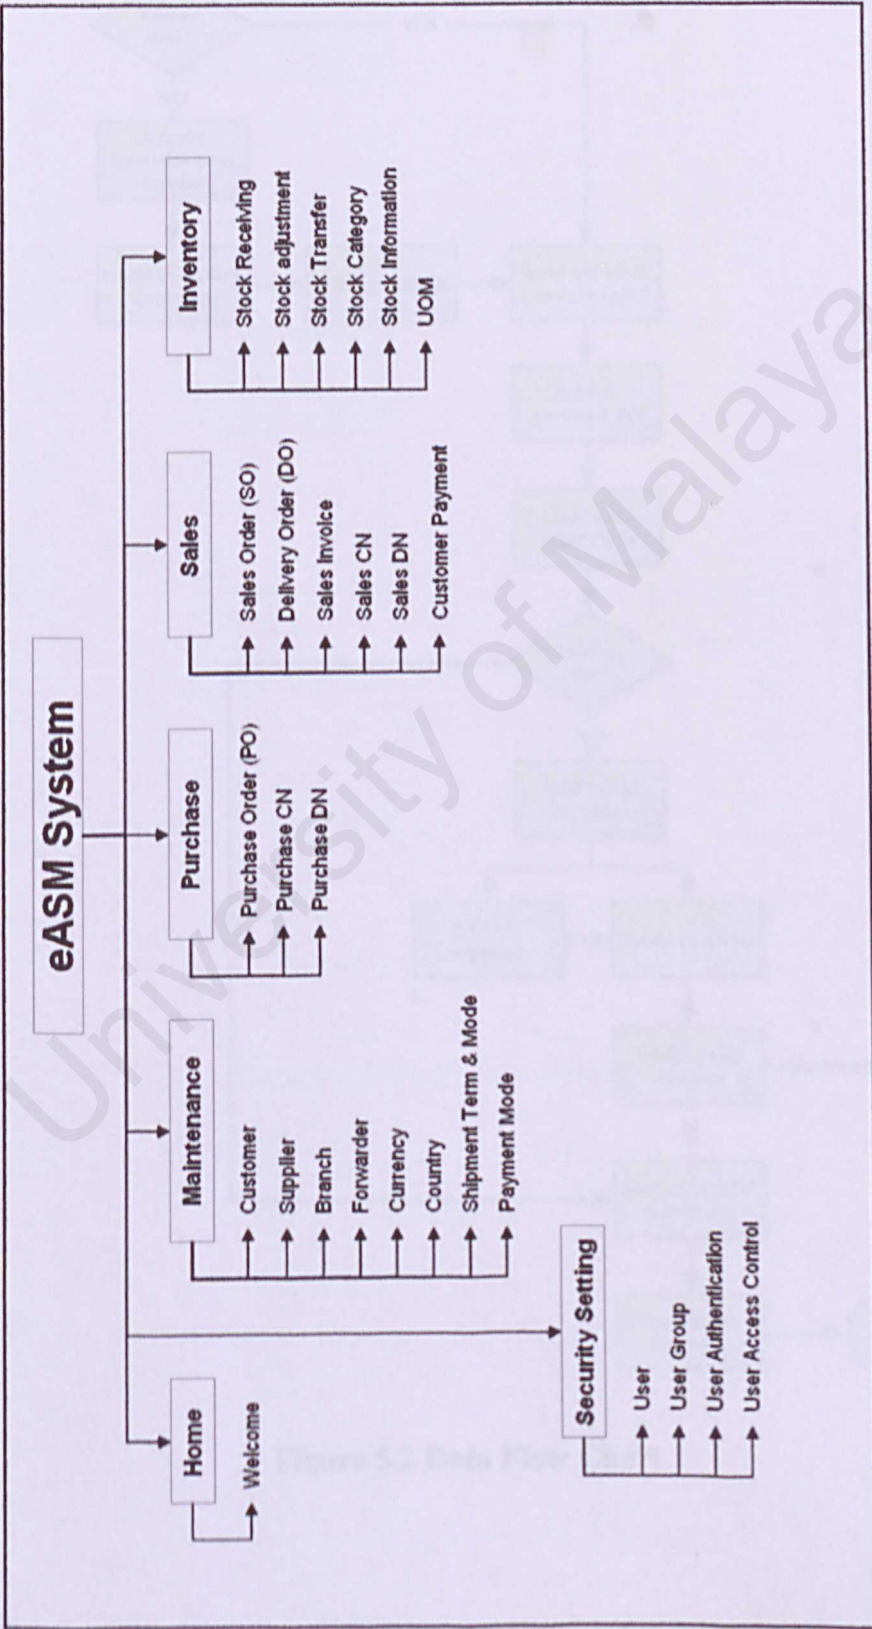 eASM System
Home
Welcome
Maintenance
Customer
Supplier
Branch
Forwarder
Currency
Country
Shipment Term & Mode
Payment Mode
Purchase
Purchase Order (PO)
Purchase CN
Purchase DN
Sales
Sales Order (SO)
Delivery Order (DO)
Sales Invoice
Sales CN
Sales DN
Customer Payment
Inventory
Stock Receiving
Stock adjustment
Stock Transfer
Stock Category
Stock Information
UOM
Security Setting
User
User Group
User Authentication
User Access Control
University of Malaya
Figure 5.2 Data Flow Chart